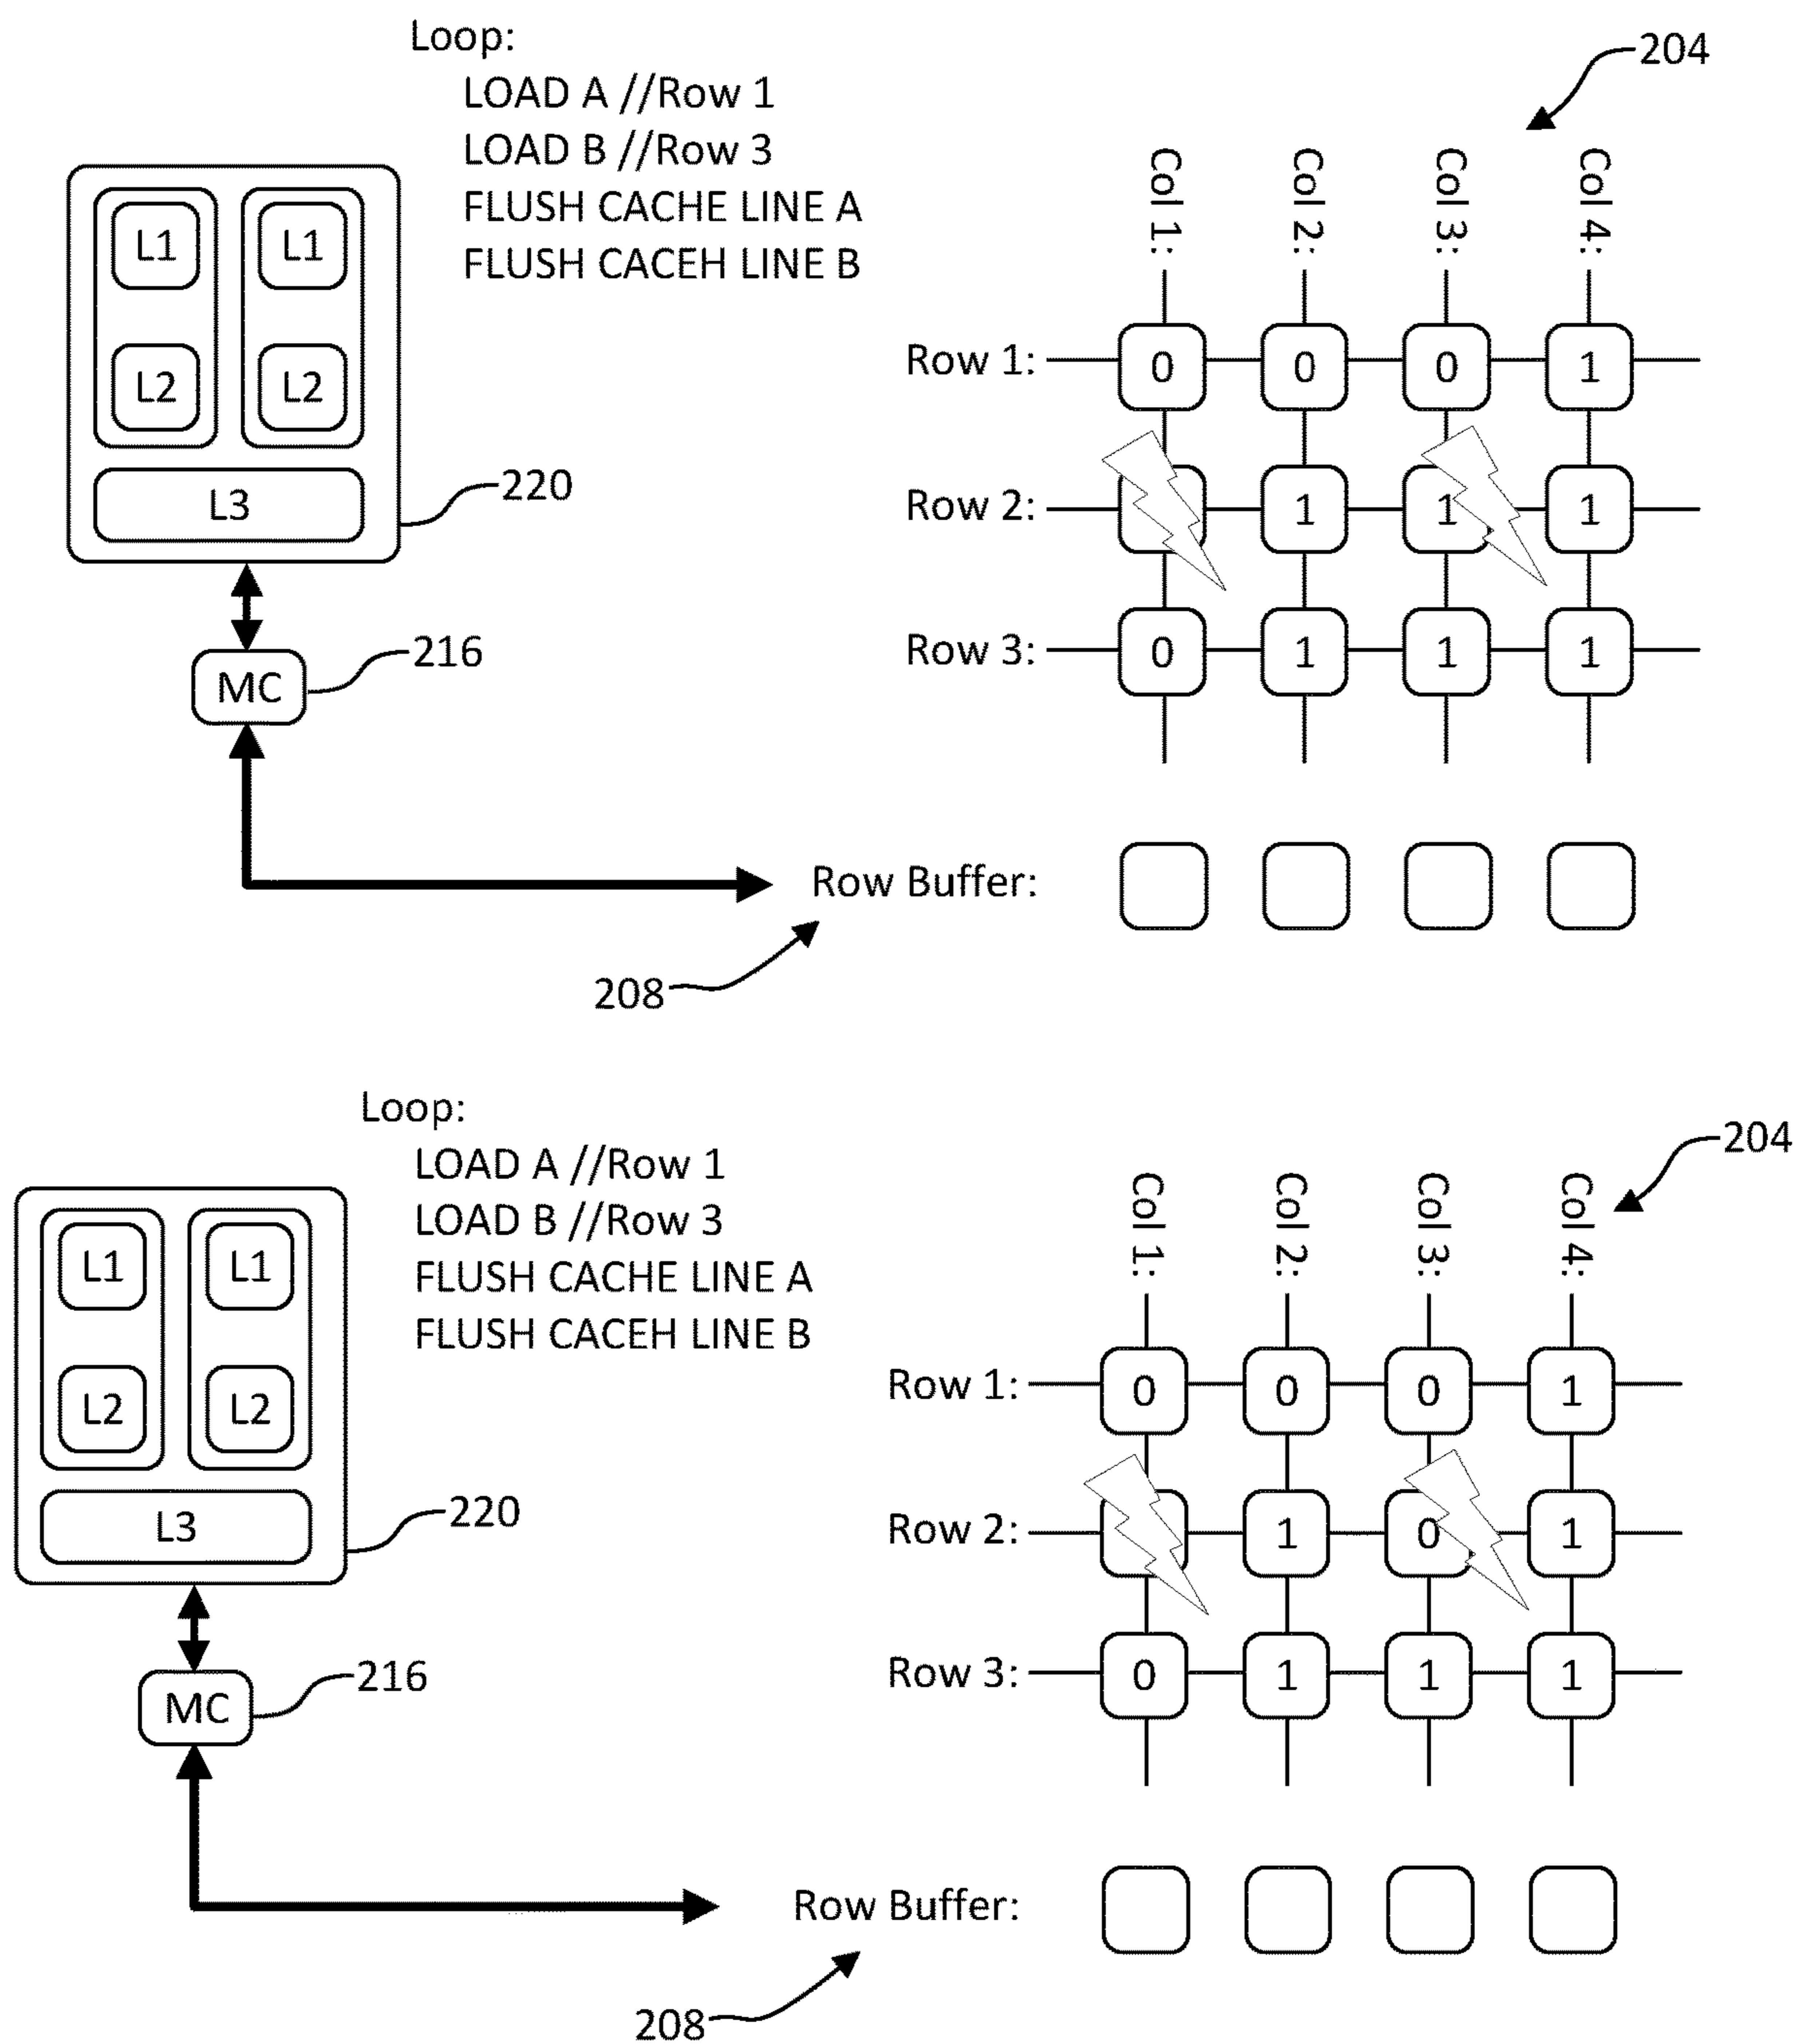 Loop:
LOAD A //Row 1
LOAD B //Row 3
FLUSH CACHE LINE A
FLUSH CACEH LINE B
204
L1 L1
L2 L2
L3
220
MC
216
Col 1: Col 2: Col 3: Col 4:
Row 1: 0 0 0 1
Row 2: 1 1 1
Row 3: 0 1 1 1
Row Buffer:
208
Loop:
LOAD A //Row 1
LOAD B //Row 3
FLUSH CACHE LINE A
FLUSH CACEH LINE B
204
L1 L1
L2 L2
L3
220
MC
216
Col 1: Col 2: Col 3: Col 4:
Row 1: 0 0 0 1
Row 2: 1 0 1
Row 3: 0 1 1 1
Row Buffer:
208